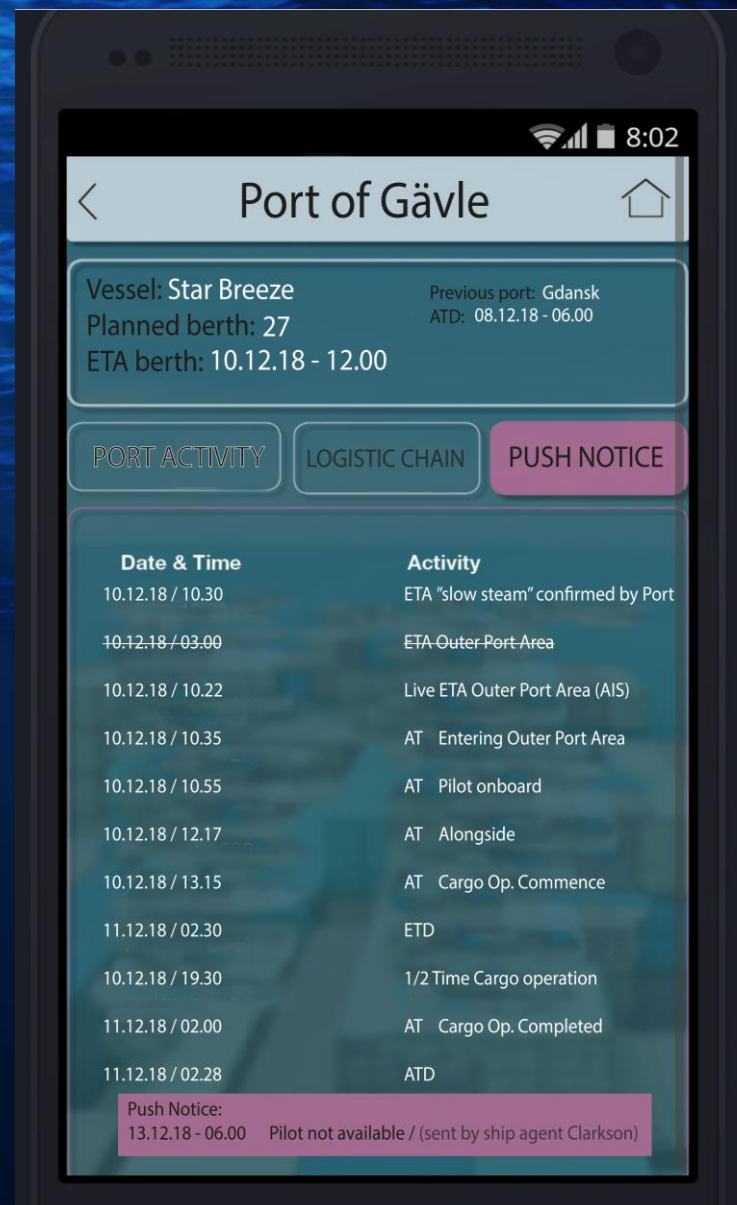 8:02
Port of Gävle
Vessel: Star Breeze
Previous port: Gdansk
Planned berth: 27
ATD: 08.12.18 - 06.00
ETA berth: 10.12.18 - 12.00
PORT ACTIVITY
LOGISTIC CHAIN
PUSH NOTICE
Date & Time Activity
10.12.18 / 10.30 ETA "slow steam" confirmed by Port
10.12.18 / 03.00 ETA Outer Port Area
10.12.18 / 10.22 Live ETA Outer Port Area (AIS)
10.12.18 / 10.35 AT Entering Outer Port Area
10.12.18 / 10.55 AT Pilot onboard
10.12.18 / 12.17 AT Alongside
10.12.18 / 13.15 AT Cargo Op. Commence
11.12.18 / 02.30 ETD
10.12.18 / 19.30 1/2 Time Cargo operation
11.12.18 / 02.00 AT Cargo Op. Completed
11.12.18 / 02.28 ATD
Push Notice:
13.12.18 - 06.00 Pilot not available / (sent by ship agent Clarkson)